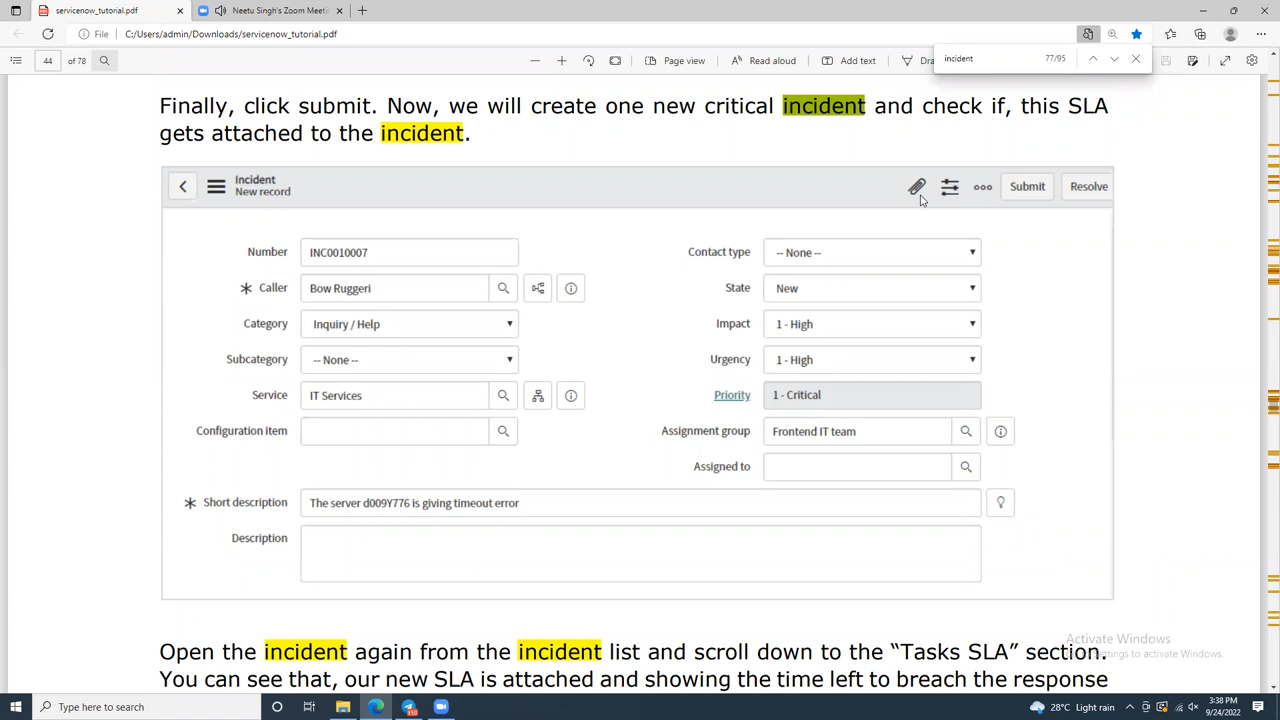 servicenow_tutorial.pdf
Neetu Singh's Zoom Meeti
File
C:/Users/admin/Downloads/servicenow_tutorial.pdf
incident
77/95
44
of 78
Page view
Read aloud
Add text
Dra
Finally, click submit. Now, we will create one new critical incident and check if, this SLA
gets attached to the incident.
Incident
New record
Submit
Resolve
Number
INC0010007
Contact type
-- None --
Caller
Bow Ruggeri
State
New
Category
Inquiry / Help
Impact
1 - High
Subcategory
-- None --
Urgency
1 - High
Service
IT Services
Priority
1 - Critical
Configuration item
Assignment group
Frontend IT team
Assigned to
Short description
The server d009Y776 is giving timeout error
Description
Open the incident again from the incident list and scroll down to the “Tasks SLA” section.
You can see that, our new SLA is attached and showing the time left to breach the response
Activate Windows
settings to activate Windows.
Type here to search
28°C Light rain
3:38 PM
9/24/2022